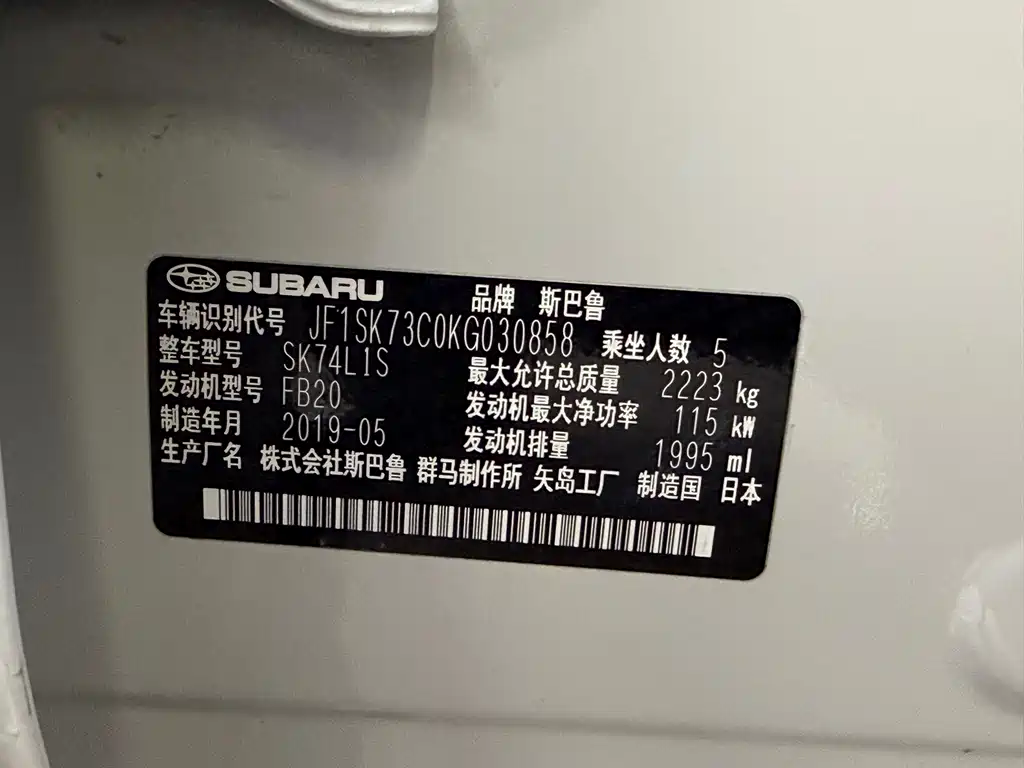 SUBARU 品牌 斯巴鲁
车辆识别代号 JF1SK73C0KG030858 乘坐人数 5
整车型号 SK74L1S 最大允许总质量 2223 kg
发动机型号 FB20 发动机最大净功率 115 kW
制造年月 2019-05 发动机排量 1995 ml
生产厂名 株式会社斯巴鲁 群马制作所 矢岛工厂 制造国 日本